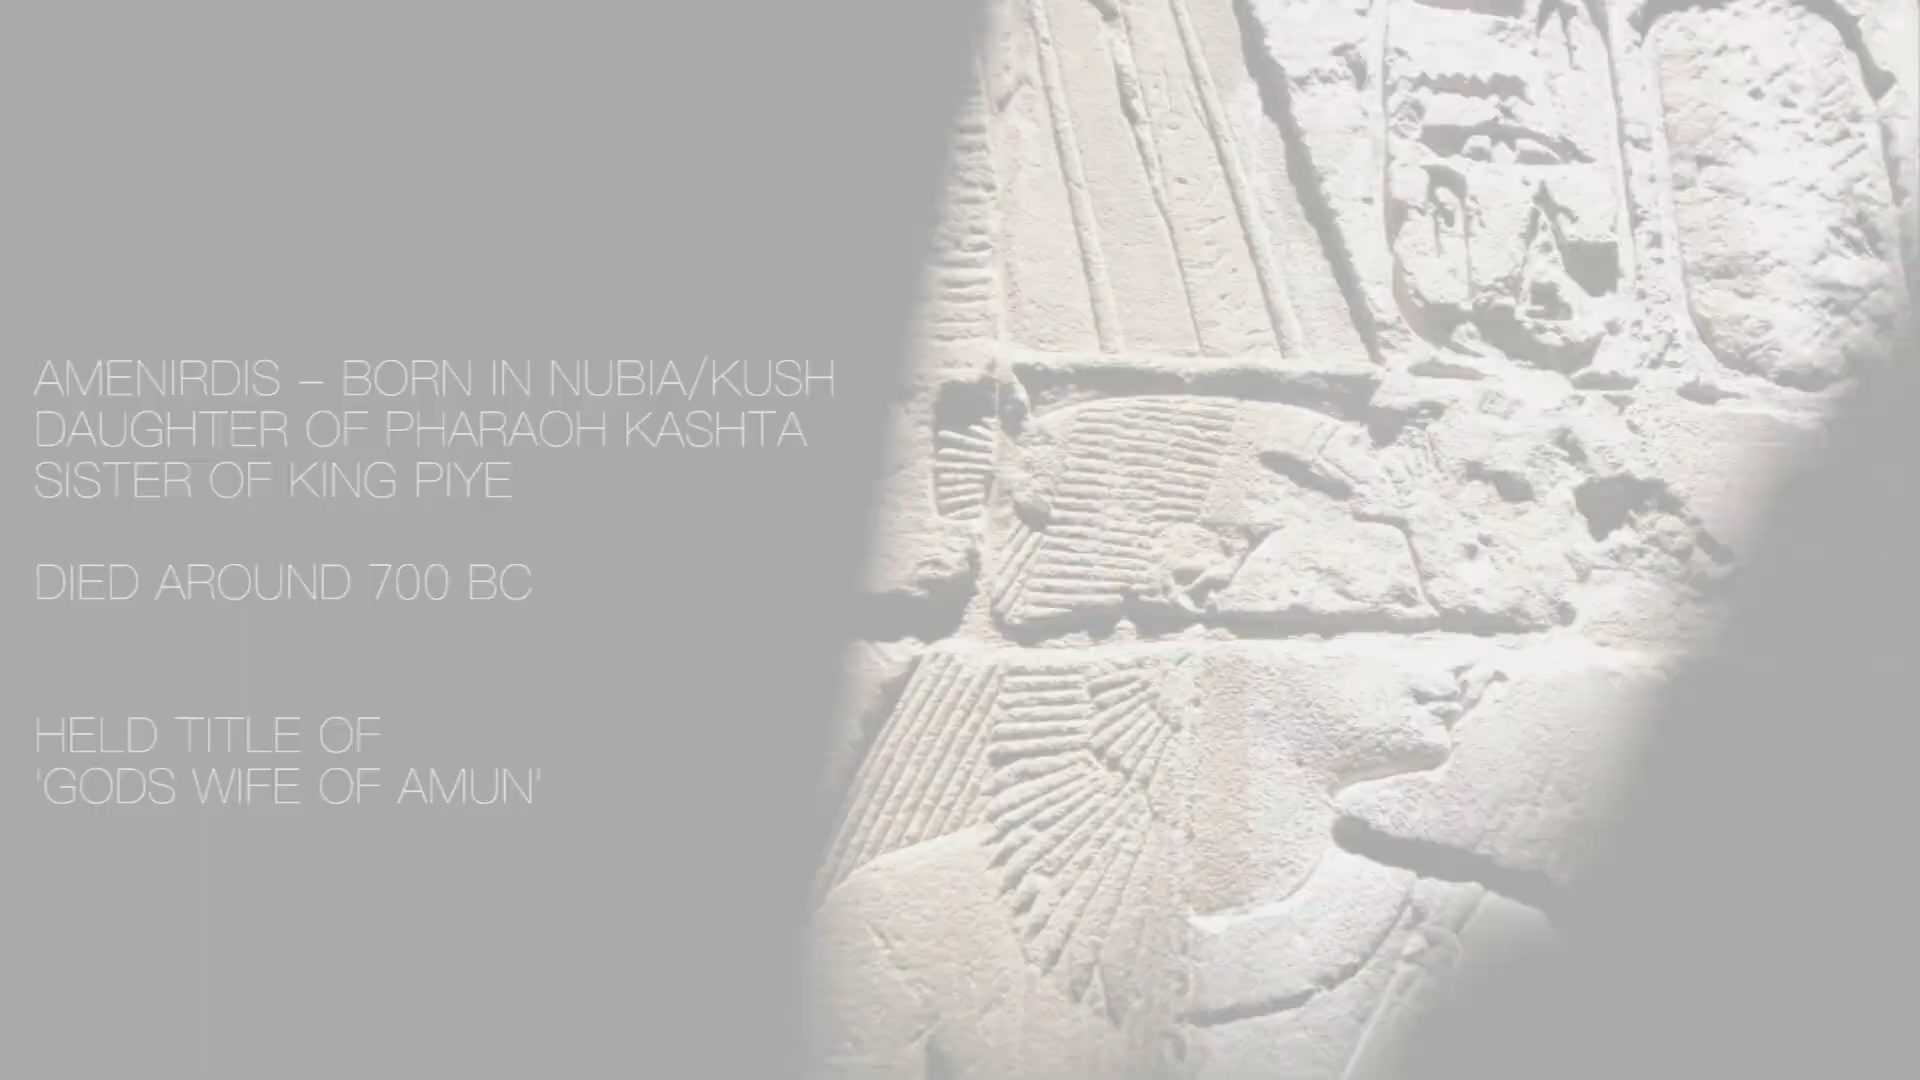 AMENIRDIS – BORN IN NUBIA/KUSH
DAUGHTER OF PHARAOH KASHTA
SISTER OF KING PIYE
DIED AROUND 700 BC
HELD TITLE OF
'GODS WIFE OF AMUN'